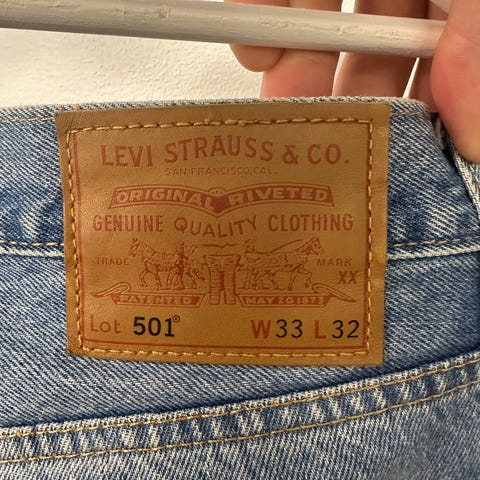 LEVI STRAUSS & CO.
SAN FRANCISCO, CAL.
ORIGINAL RIVETED
GENUINE QUALITY CLOTHING
TRADE MARK
XX
PATENTED MAY 20 1873
Lot 501® W33 L32